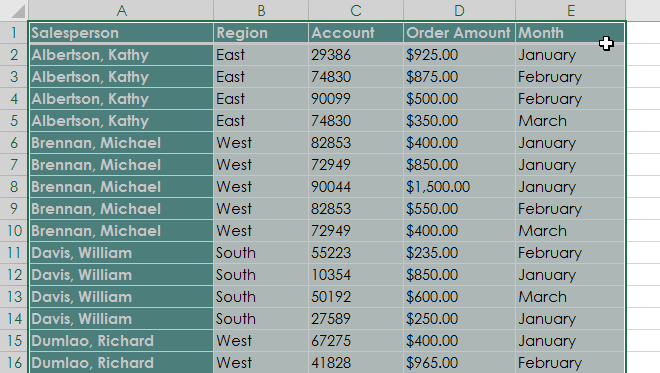 A B C D E
1 Salesperson Region Account Order Amount Month
2 Albertson, Kathy East 29386 $925.00 January
3 Albertson, Kathy East 74830 $875.00 February
4 Albertson, Kathy East 90099 $500.00 February
5 Albertson, Kathy East 74830 $350.00 March
6 Brennan, Michael West 82853 $400.00 January
7 Brennan, Michael West 72949 $850.00 January
8 Brennan, Michael West 90044 $1,500.00 January
9 Brennan, Michael West 82853 $550.00 February
10 Brennan, Michael West 72949 $400.00 March
11 Davis, William South 55223 $235.00 February
12 Davis, William South 10354 $850.00 January
13 Davis, William South 50192 $600.00 March
14 Davis, William South 27589 $250.00 January
15 Dumlao, Richard West 67275 $400.00 January
16 Dumlao, Richard West 41828 $965.00 February